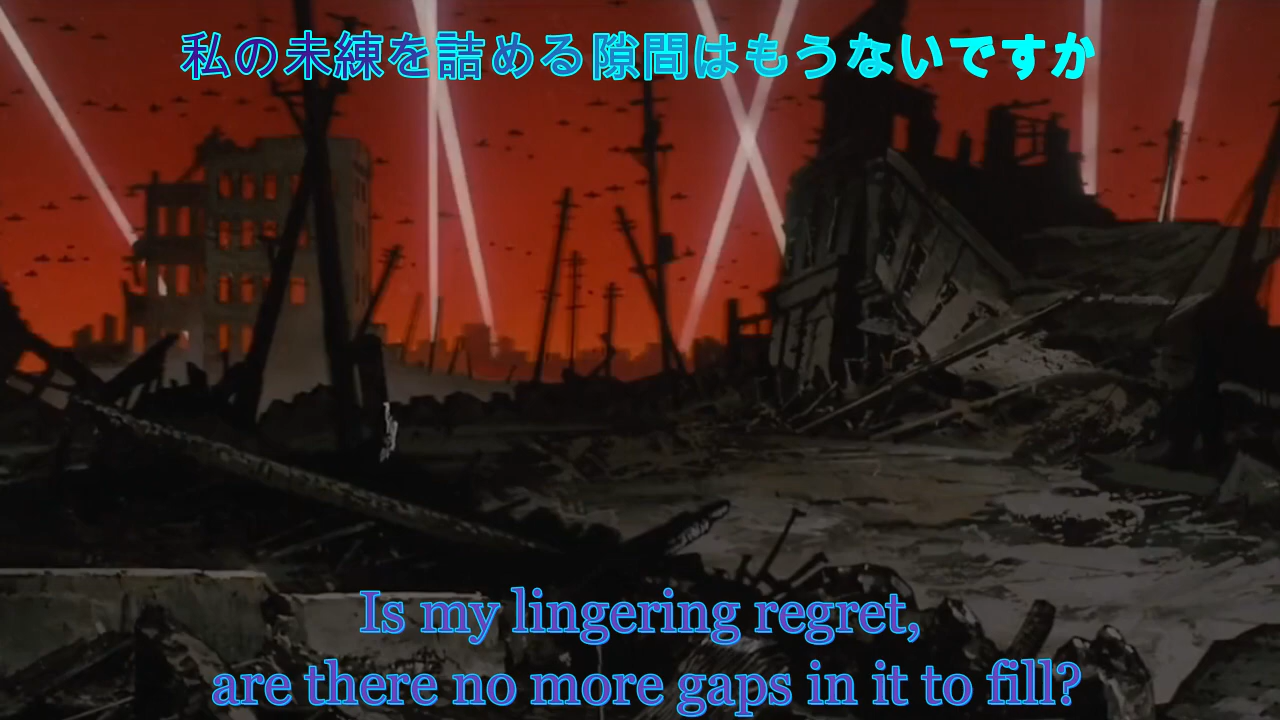 私の未練を詰める隙間はもうないですか
Is my lingering regret,
are there no more gaps in it to fill?